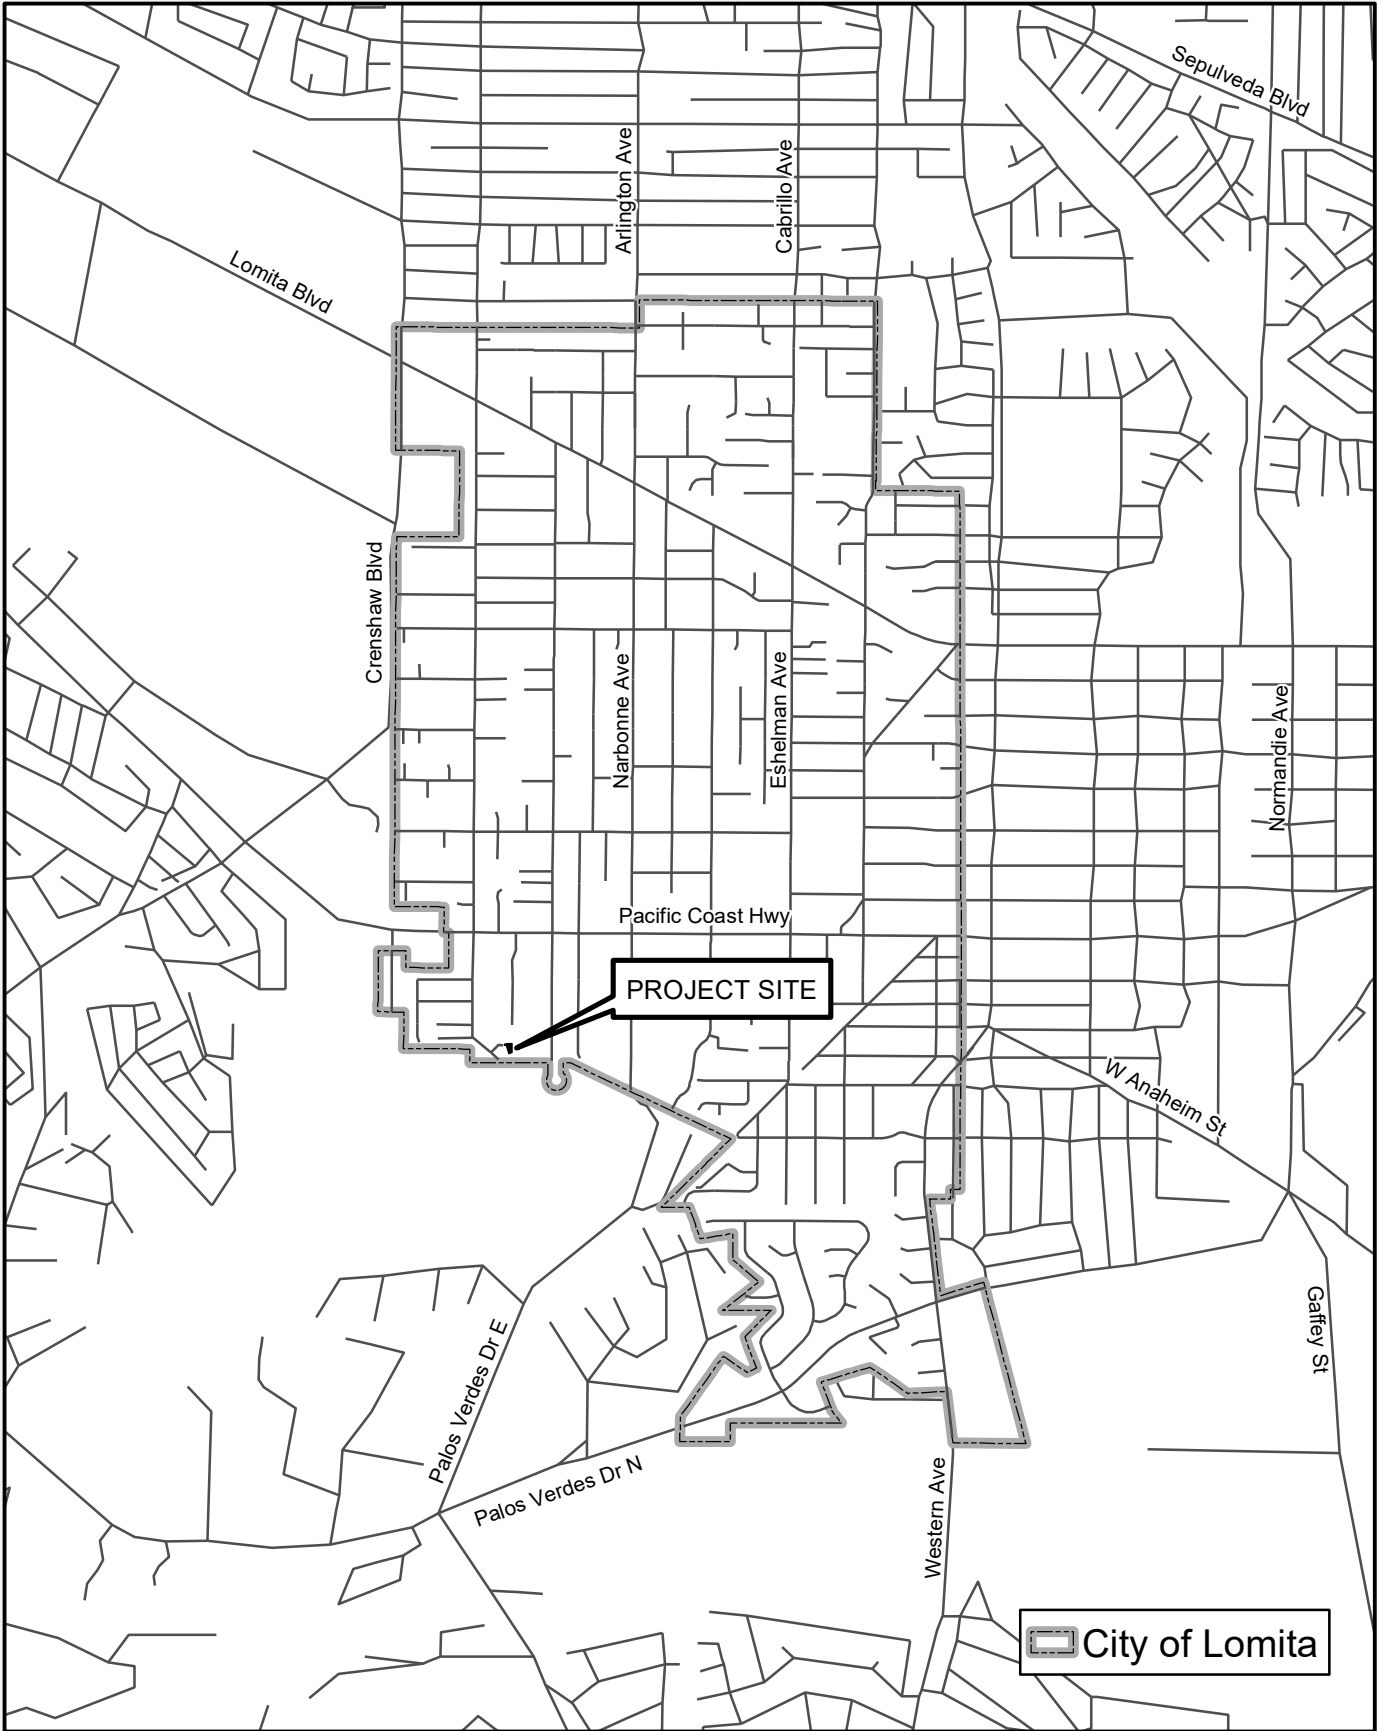 Sepulveda Blvd
Arlington Ave
Cabrillo Ave
Lomita Blvd
Crenshaw Blvd
Narbonne Ave
Eshelman Ave
Normandie Ave
Pacific Coast Hwy
PROJECT SITE
W Anaheim St
Gaffey St
Palos Verdes Dr E
Palos Verdes Dr N
Western Ave
City of Lomita